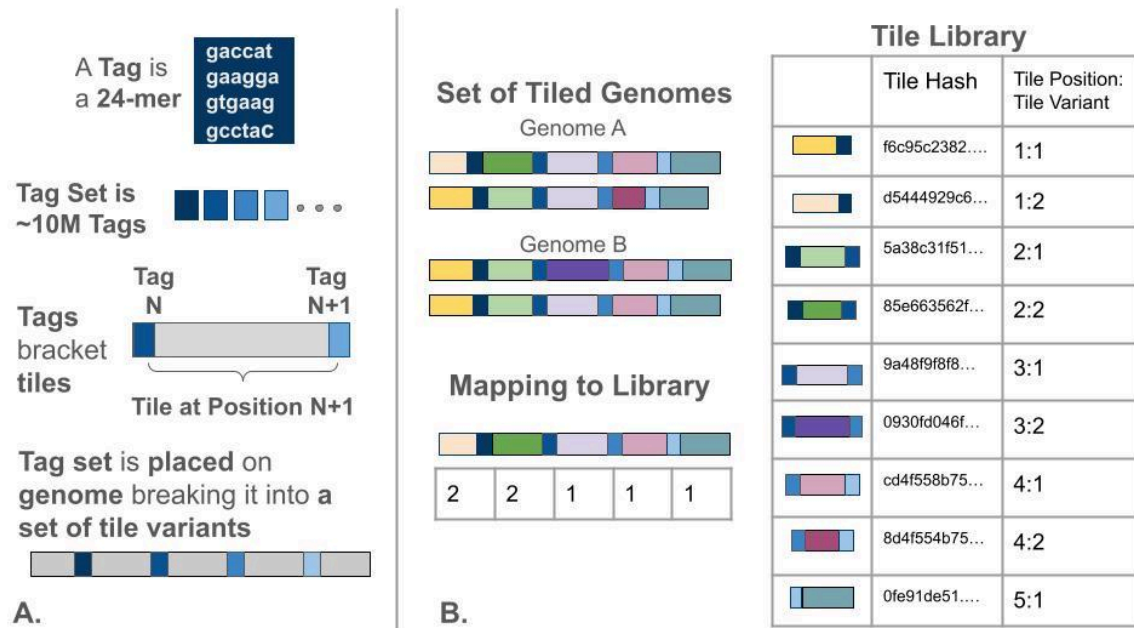 A Tag is
a 24-mer
gaccat
gaagga
gtgaag
gcctac
Tag Set is
~10M Tags
Tag
N
Tag
N+1
Tags
bracket
tiles
Tile at Position N+1
Tag set is placed on
genome breaking it into a
set of tile variants
A.
Set of Tiled Genomes
Genome A
Genome B
Mapping to Library
2 2 1 1 1
B.
Tile Library
Tile Hash
Tile Position:
Tile Variant
f6c95c2382.... 1:1
d5444929c6... 1:2
5a38c31f51... 2:1
85e663562f... 2:2
9a48f9f8f8... 3:1
0930fd046f... 3:2
cd4f558b75... 4:1
8d4f554b75... 4:2
0fe91de51.... 5:1